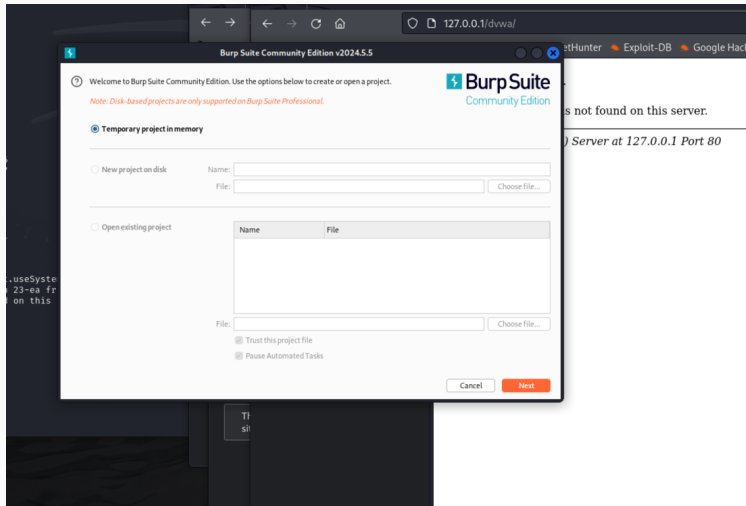 127.0.0.1/dvwa/
Burp Suite Community Edition v2024.5.5
etHunter Exploit-DB Google Hac
Welcome to Burp Suite Community Edition. Use the options below to create or open a project.
Burp Suite
Community Edition
Note: Disk-based projects are only supported on Burp Suite Professional.
s not found on this server.
Temporary project in memory
) Server at 127.0.0.1 Port 80
New project on disk
Name:
File:
Choose file...
Open existing project
Name
File
.useSyste
23-ea fr
on this
File:
Choose file...
Trust this project file
Pause Automated Tasks
Cancel
Next
Th
sit